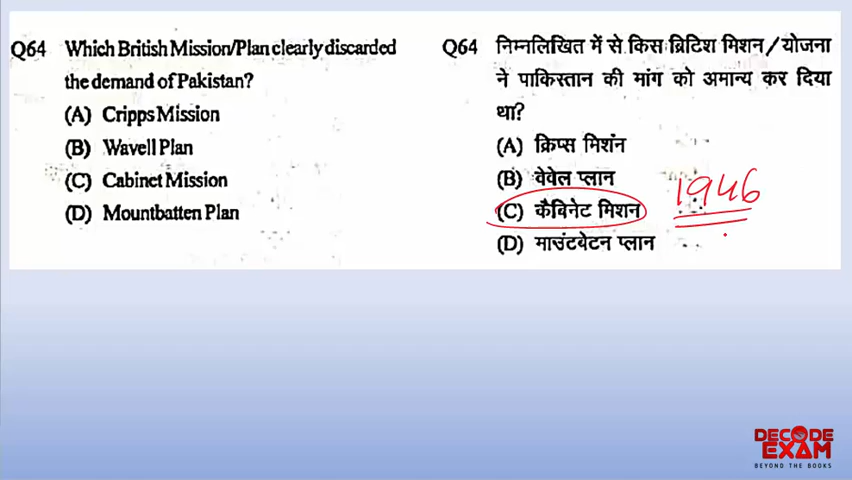 Q64 Which British Mission/Plan clearly discarded
the demand of Pakistan?
(A) Cripps Mission
(B) Wavell Plan
(C) Cabinet Mission
(D) Mountbatten Plan
Q64 निम्नलिखित में से किस ब्रिटिश मिशन/योजना
ने पाकिस्तान की मांग को अमान्य कर दिया
था?
(A) क्रिप्स मिशन
(B) वेवेल प्लान
(C) कैबिनेट मिशन
(D) माउंटबेटन प्लान
1946
DECODE
EXAM
BEYOND THE BOOKS